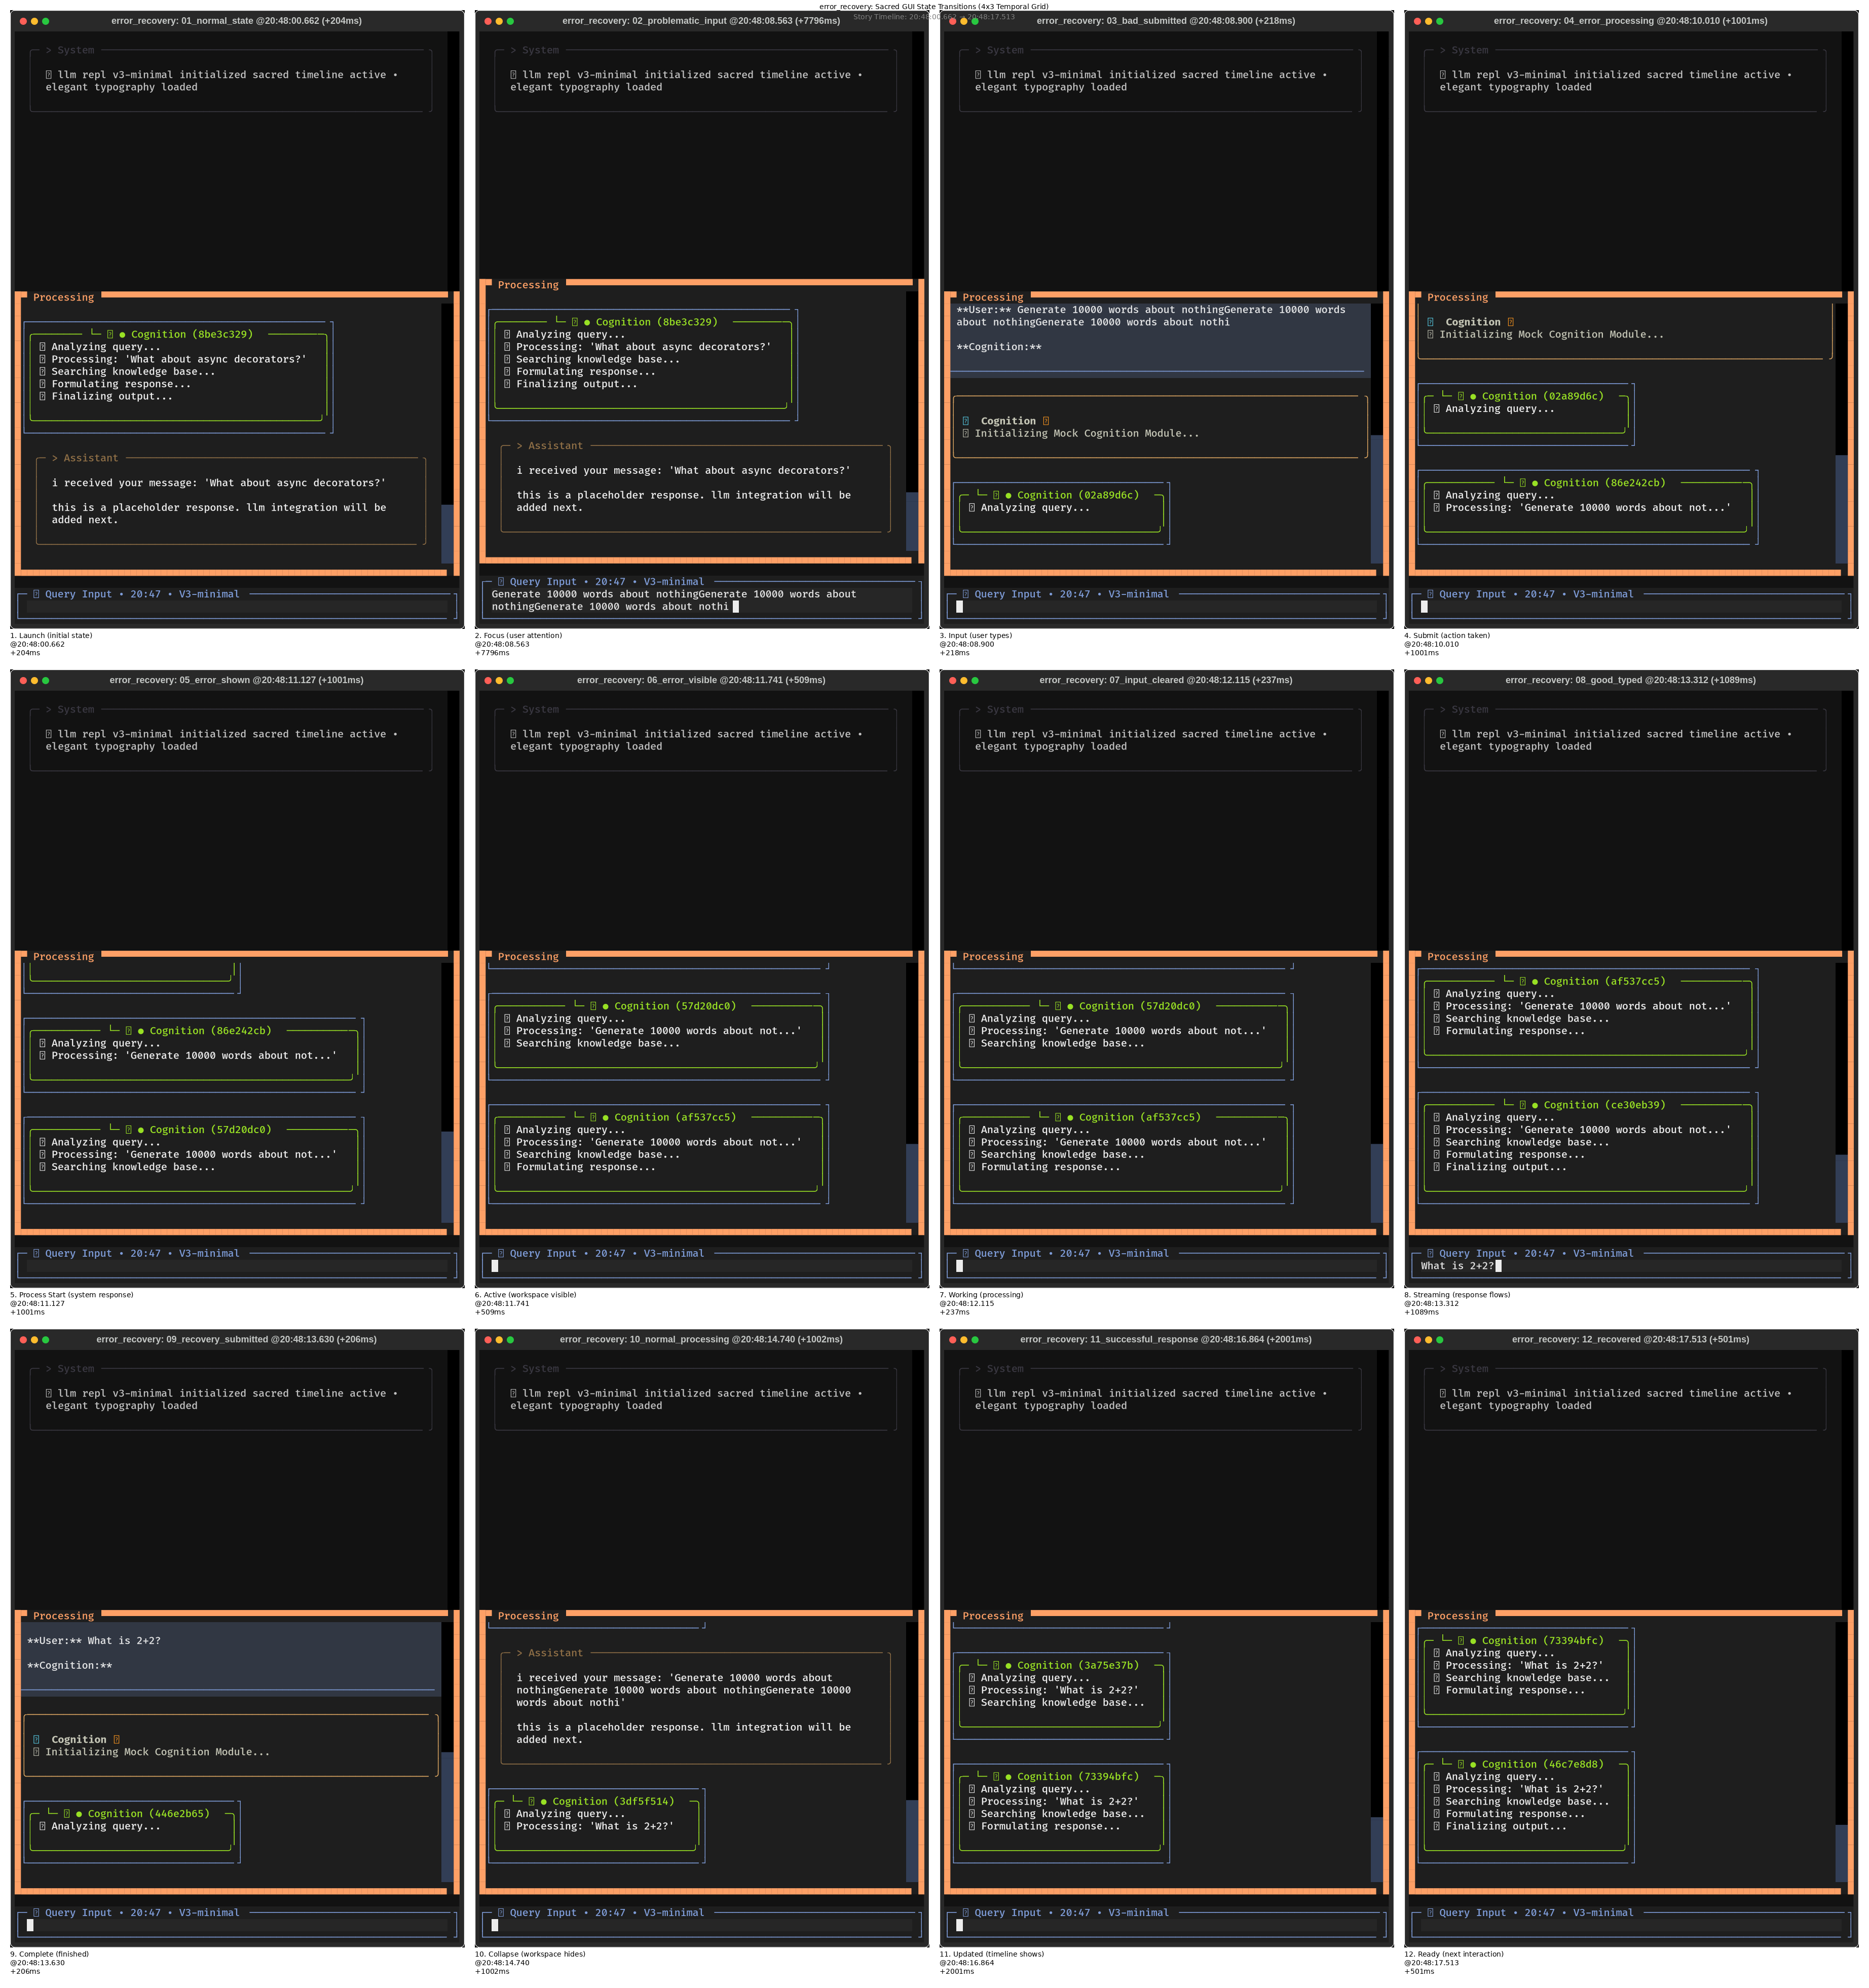 error_recovery: Sacred GUI State Transitions (4x3 Temporal Grid)
error_recovery: 01_normal_state @20:48:00.662 (+204ms)
> System
llm repl v3-minimal initialized sacred timeline active •
elegant typography loaded
Processing
└─ ● Cognition (8be3c329)
Analyzing query...
Processing: 'What about async decorators?'
Searching knowledge base...
Formulating response...
Finalizing output...
> Assistant
i received your message: 'What about async decorators?'
this is a placeholder response. llm integration will be
added next.
Query Input • 20:47 • V3-minimal
1. Launch (initial state)
@20:48:00.662
+204ms
error_recovery: 02_problematic_input @20:48:08.563 (+7796ms)
> System
llm repl v3-minimal initialized sacred timeline active •
elegant typography loaded
Processing
└─ ● Cognition (8be3c329)
Analyzing query...
Processing: 'What about async decorators?'
Searching knowledge base...
Formulating response...
Finalizing output...
> Assistant
i received your message: 'What about async decorators?'
this is a placeholder response. llm integration will be
added next.
Query Input • 20:47 • V3-minimal
Generate 10000 words about nothingGenerate 10000 words about
nothingGenerate 10000 words about nothi
2. Focus (user attention)
@20:48:08.563
+7796ms
error_recovery: 03_bad_submitted @20:48:08.900 (+218ms)
> System
llm repl v3-minimal initialized sacred timeline active •
elegant typography loaded
Processing
**User:** Generate 10000 words about nothingGenerate 10000 words
about nothingGenerate 10000 words about nothi
**Cognition:**
Cognition
Initializing Mock Cognition Module...
└─ ● Cognition (02a89d6c)
Analyzing query...
Query Input • 20:47 • V3-minimal
3. Input (user types)
@20:48:08.900
+218ms
error_recovery: 04_error_processing @20:48:10.010 (+1001ms)
> System
llm repl v3-minimal initialized sacred timeline active •
elegant typography loaded
Processing
Cognition
Initializing Mock Cognition Module...
└─ ● Cognition (02a89d6c)
Analyzing query...
└─ ● Cognition (86e242cb)
Analyzing query...
Processing: 'Generate 10000 words about not...'
Query Input • 20:47 • V3-minimal
4. Submit (action taken)
@20:48:10.010
+1001ms
error_recovery: 05_error_shown @20:48:11.127 (+1001ms)
> System
llm repl v3-minimal initialized sacred timeline active •
elegant typography loaded
Processing
└─ ● Cognition (86e242cb)
Analyzing query...
Processing: 'Generate 10000 words about not...'
└─ ● Cognition (57d20dc0)
Analyzing query...
Processing: 'Generate 10000 words about not...'
Searching knowledge base...
Query Input • 20:47 • V3-minimal
5. Process Start (system response)
@20:48:11.127
+1001ms
error_recovery: 06_error_visible @20:48:11.741 (+509ms)
> System
llm repl v3-minimal initialized sacred timeline active •
elegant typography loaded
Processing
└─ ● Cognition (57d20dc0)
Analyzing query...
Processing: 'Generate 10000 words about not...'
Searching knowledge base...
└─ ● Cognition (af537cc5)
Analyzing query...
Processing: 'Generate 10000 words about not...'
Searching knowledge base...
Formulating response...
Query Input • 20:47 • V3-minimal
6. Active (workspace visible)
@20:48:11.741
+509ms
error_recovery: 07_input_cleared @20:48:12.115 (+237ms)
> System
llm repl v3-minimal initialized sacred timeline active •
elegant typography loaded
Processing
└─ ● Cognition (57d20dc0)
Analyzing query...
Processing: 'Generate 10000 words about not...'
Searching knowledge base...
└─ ● Cognition (af537cc5)
Analyzing query...
Processing: 'Generate 10000 words about not...'
Searching knowledge base...
Formulating response...
Query Input • 20:47 • V3-minimal
7. Working (processing)
@20:48:12.115
+237ms
error_recovery: 08_good_typed @20:48:13.312 (+1089ms)
> System
llm repl v3-minimal initialized sacred timeline active •
elegant typography loaded
Processing
└─ ● Cognition (af537cc5)
Analyzing query...
Processing: 'Generate 10000 words about not...'
Searching knowledge base...
Formulating response...
└─ ● Cognition (ce30eb39)
Analyzing query...
Processing: 'Generate 10000 words about not...'
Searching knowledge base...
Formulating response...
Finalizing output...
Query Input • 20:47 • V3-minimal
What is 2+2?
8. Streaming (response flows)
@20:48:13.312
+1089ms
error_recovery: 09_recovery_submitted @20:48:13.630 (+206ms)
> System
llm repl v3-minimal initialized sacred timeline active •
elegant typography loaded
Processing
**User:** What is 2+2?
**Cognition:**
Cognition
Initializing Mock Cognition Module...
└─ ● Cognition (446e2b65)
Analyzing query...
Query Input • 20:47 • V3-minimal
9. Complete (finished)
@20:48:13.630
+206ms
error_recovery: 10_normal_processing @20:48:14.740 (+1002ms)
> System
llm repl v3-minimal initialized sacred timeline active •
elegant typography loaded
Processing
> Assistant
i received your message: 'Generate 10000 words about
nothingGenerate 10000 words about nothingGenerate 10000
words about nothi'
this is a placeholder response. llm integration will be
added next.
└─ ● Cognition (3df5f514)
Analyzing query...
Processing: 'What is 2+2?'
Query Input • 20:47 • V3-minimal
10. Collapse (workspace hides)
@20:48:14.740
+1002ms
error_recovery: 11_successful_response @20:48:16.864 (+2001ms)
> System
llm repl v3-minimal initialized sacred timeline active •
elegant typography loaded
Processing
└─ ● Cognition (3a75e37b)
Analyzing query...
Processing: 'What is 2+2?'
Searching knowledge base...
└─ ● Cognition (73394bfc)
Analyzing query...
Processing: 'What is 2+2?'
Searching knowledge base...
Formulating response...
Query Input • 20:47 • V3-minimal
11. Updated (timeline shows)
@20:48:16.864
+2001ms
error_recovery: 12_recovered @20:48:17.513 (+501ms)
> System
llm repl v3-minimal initialized sacred timeline active •
elegant typography loaded
Processing
└─ ● Cognition (73394bfc)
Analyzing query...
Processing: 'What is 2+2?'
Searching knowledge base...
Formulating response...
└─ ● Cognition (46c7e8d8)
Analyzing query...
Processing: 'What is 2+2?'
Searching knowledge base...
Formulating response...
Finalizing output...
Query Input • 20:47 • V3-minimal
12. Ready (next interaction)
@20:48:17.513
+501ms